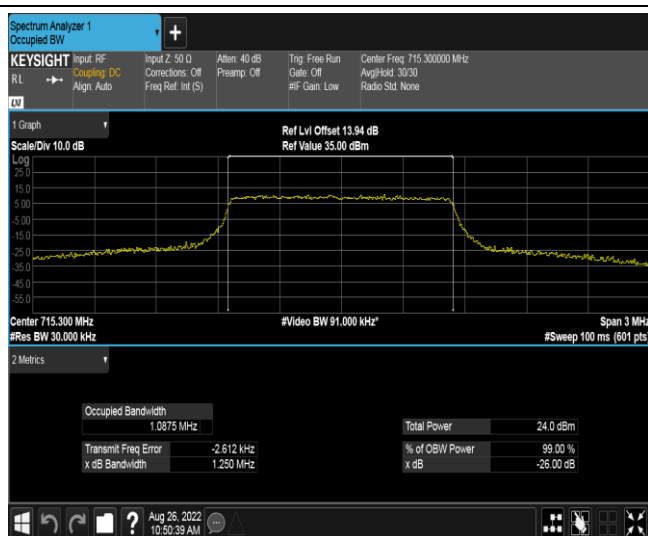 Spectrum Analyzer 1
Occupied BW
+
KEYSIGHT Input: RF Input Z: 50 Ω Atten: 40 dB Trig: Free Run Center Freq: 715.300000 MHz
RL Coupling: DC Corrections: Off Preamp: Off Gate: Off Avg|Hold: 30/30
Align: Auto Freq Ref: Int (S) #IF Gain: Low Radio Std: None
LXI
1 Graph Ref Lvl Offset 13.94 dB
Scale/Div 10.0 dB Ref Value 35.00 dBm
Log
25.0
15.0
5.00
-5.00
-15.0
-25.0
-35.0
-45.0
-55.0
Center 715.300 MHz #Video BW 91.000 kHz* Span 3 MHz
#Res BW 30.000 kHz #Sweep 100 ms (601 pts)
2 Metrics
Occupied Bandwidth
1.0875 MHz Total Power 24.0 dBm
Transmit Freq Error -2.612 kHz % of OBW Power 99.00 %
x dB Bandwidth 1.250 MHz x dB -26.00 dB
? Aug 26, 2022
10:50:39 AM